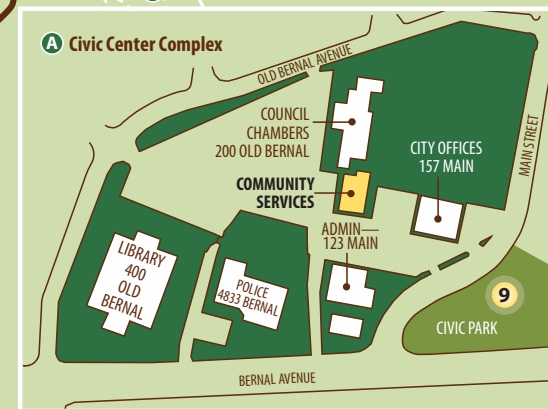 A Civic Center Complex
OLD BERNAL AVENUE
COUNCIL
CHAMBERS
200 OLD BERNAL
CITY OFFICES
157 MAIN
MAIN STREET
COMMUNITY
SERVICES
ADMIN—
123 MAIN
LIBRARY
400
OLD
BERNAL
POLICE
4833 BERNAL
9
CIVIC PARK
BERNAL AVENUE